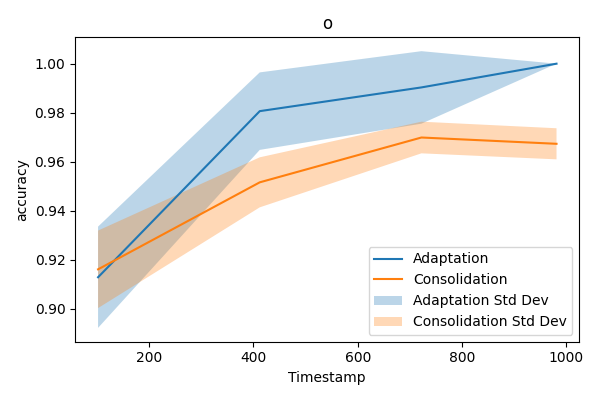 o
accuracy
1.00
0.98
0.96
0.94
0.92
0.90
200
400
600
800
1000
Timestamp
Adaptation
Consolidation
Adaptation Std Dev
Consolidation Std Dev